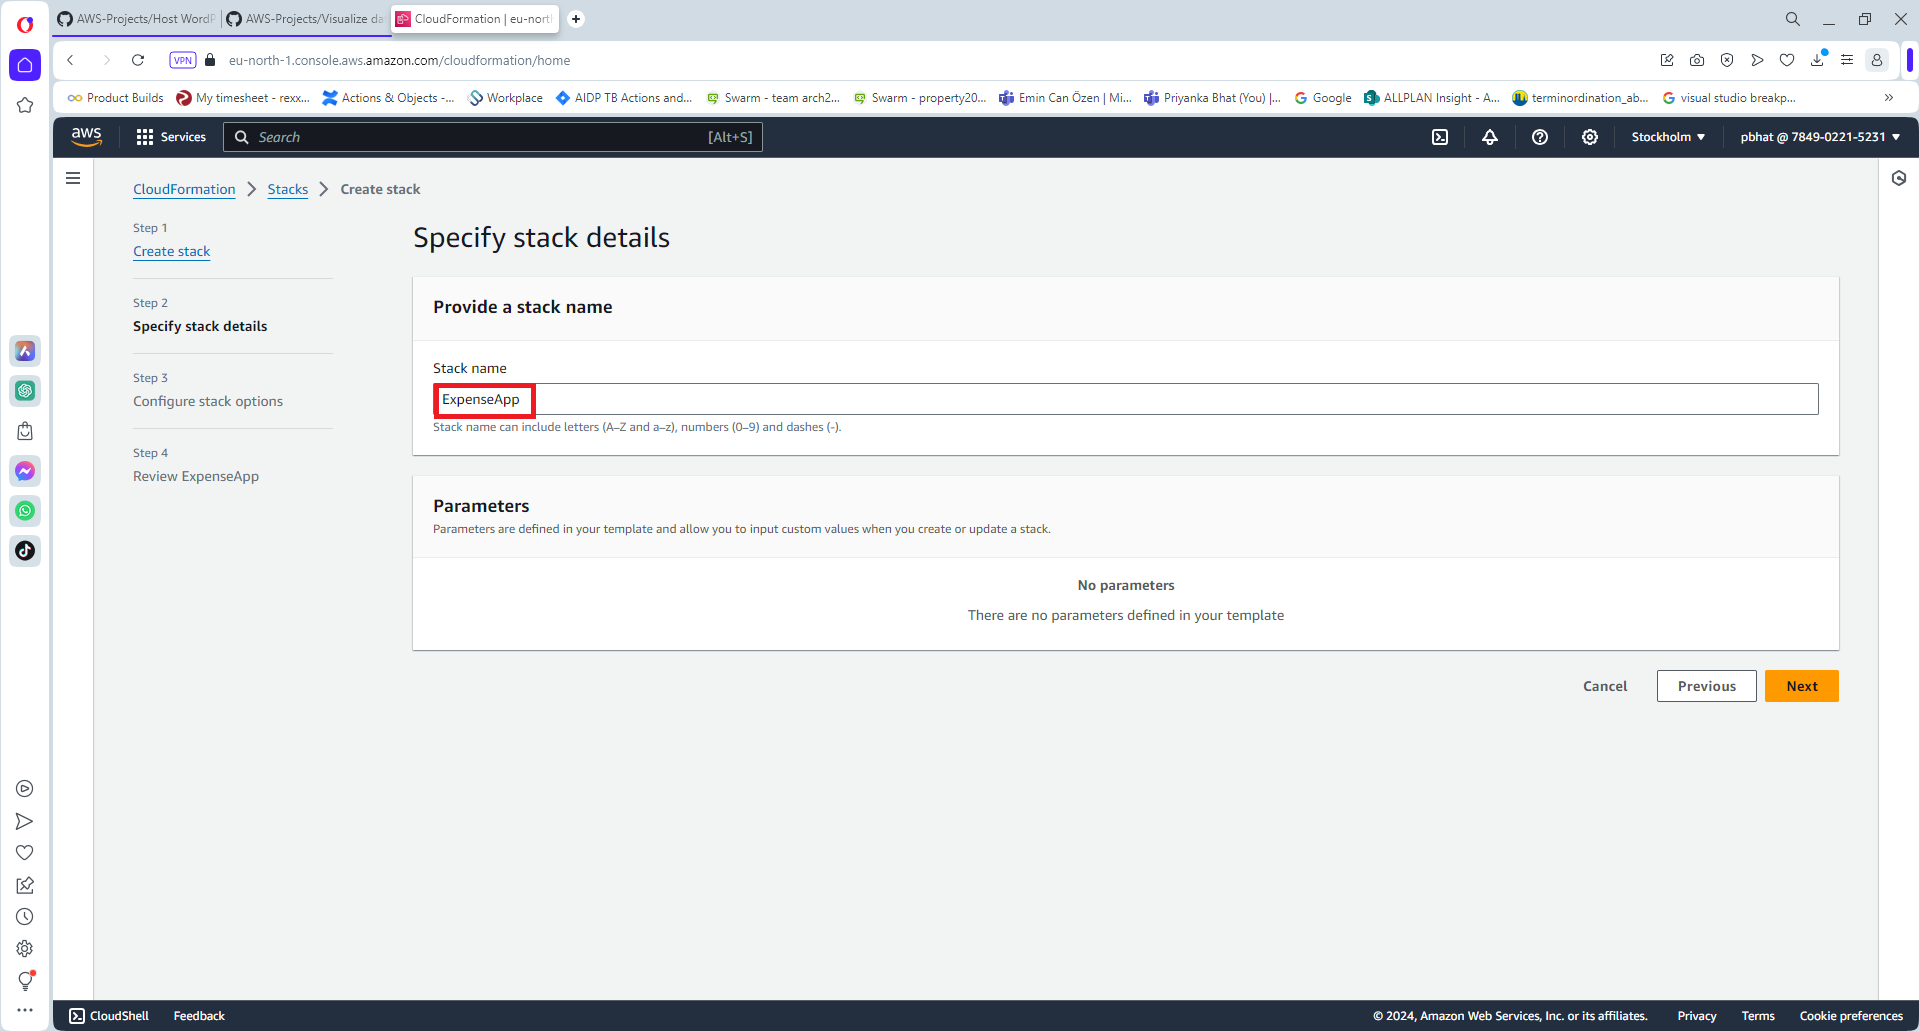 AWS-Projects/Host WordP
AWS-Projects/Visualize da
CloudFormation | eu-nort
VPN
eu-north-1.console.aws.amazon.com/cloudformation/home
Product Builds
My timesheet - rexx...
Actions & Objects -...
Workplace
AIDP TB Actions and...
Swarm - team arch2...
Swarm - property20...
Emin Can Özen | Mi...
Priyanka Bhat (You) |...
Google
ALLPLAN Insight - A...
terminordination_ab...
visual studio breakp...
aws
Services
Search
[Alt+S]
Stockholm
pbhat @ 7849-0221-5231
CloudFormation
Stacks
Create stack
Step 1
Create stack
Step 2
Specify stack details
Step 3
Configure stack options
Step 4
Review ExpenseApp
Specify stack details
Provide a stack name
Stack name
ExpenseApp
Stack name can include letters (A-Z and a-z), numbers (0-9) and dashes (-).
Parameters
Parameters are defined in your template and allow you to input custom values when you create or update a stack.
No parameters
There are no parameters defined in your template
Cancel
Previous
Next
CloudShell
Feedback
© 2024, Amazon Web Services, Inc. or its affiliates.
Privacy
Terms
Cookie preferences